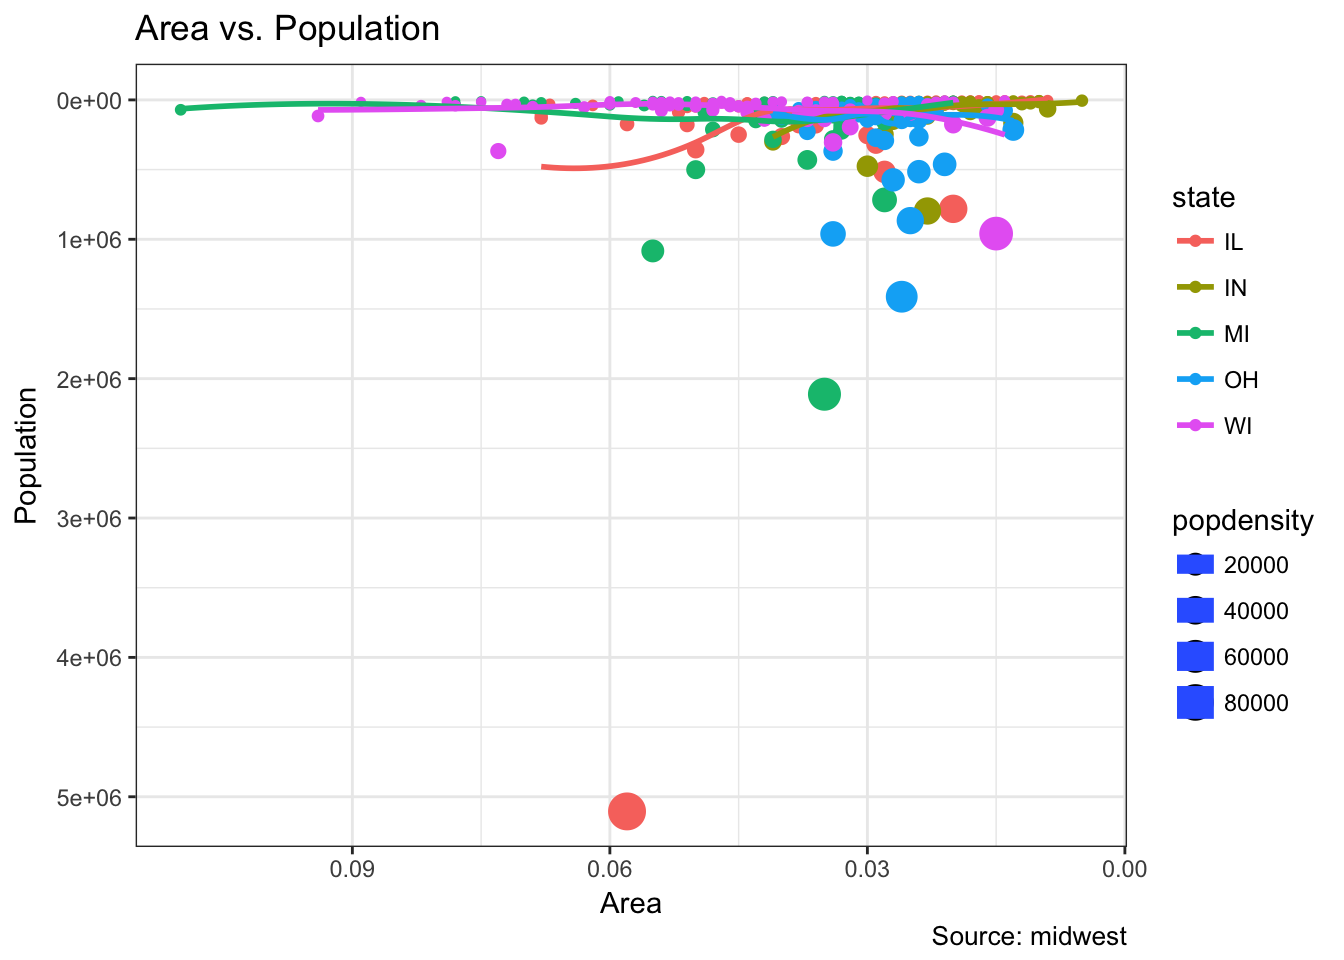 Area vs. Population
0e+00
1e+06
2e+06
3e+06
4e+06
5e+06
Population
0.09
0.06
0.03
0.00
Area
Source: midwest
state
IL
IN
MI
OH
WI
popdensity
20000
40000
60000
80000